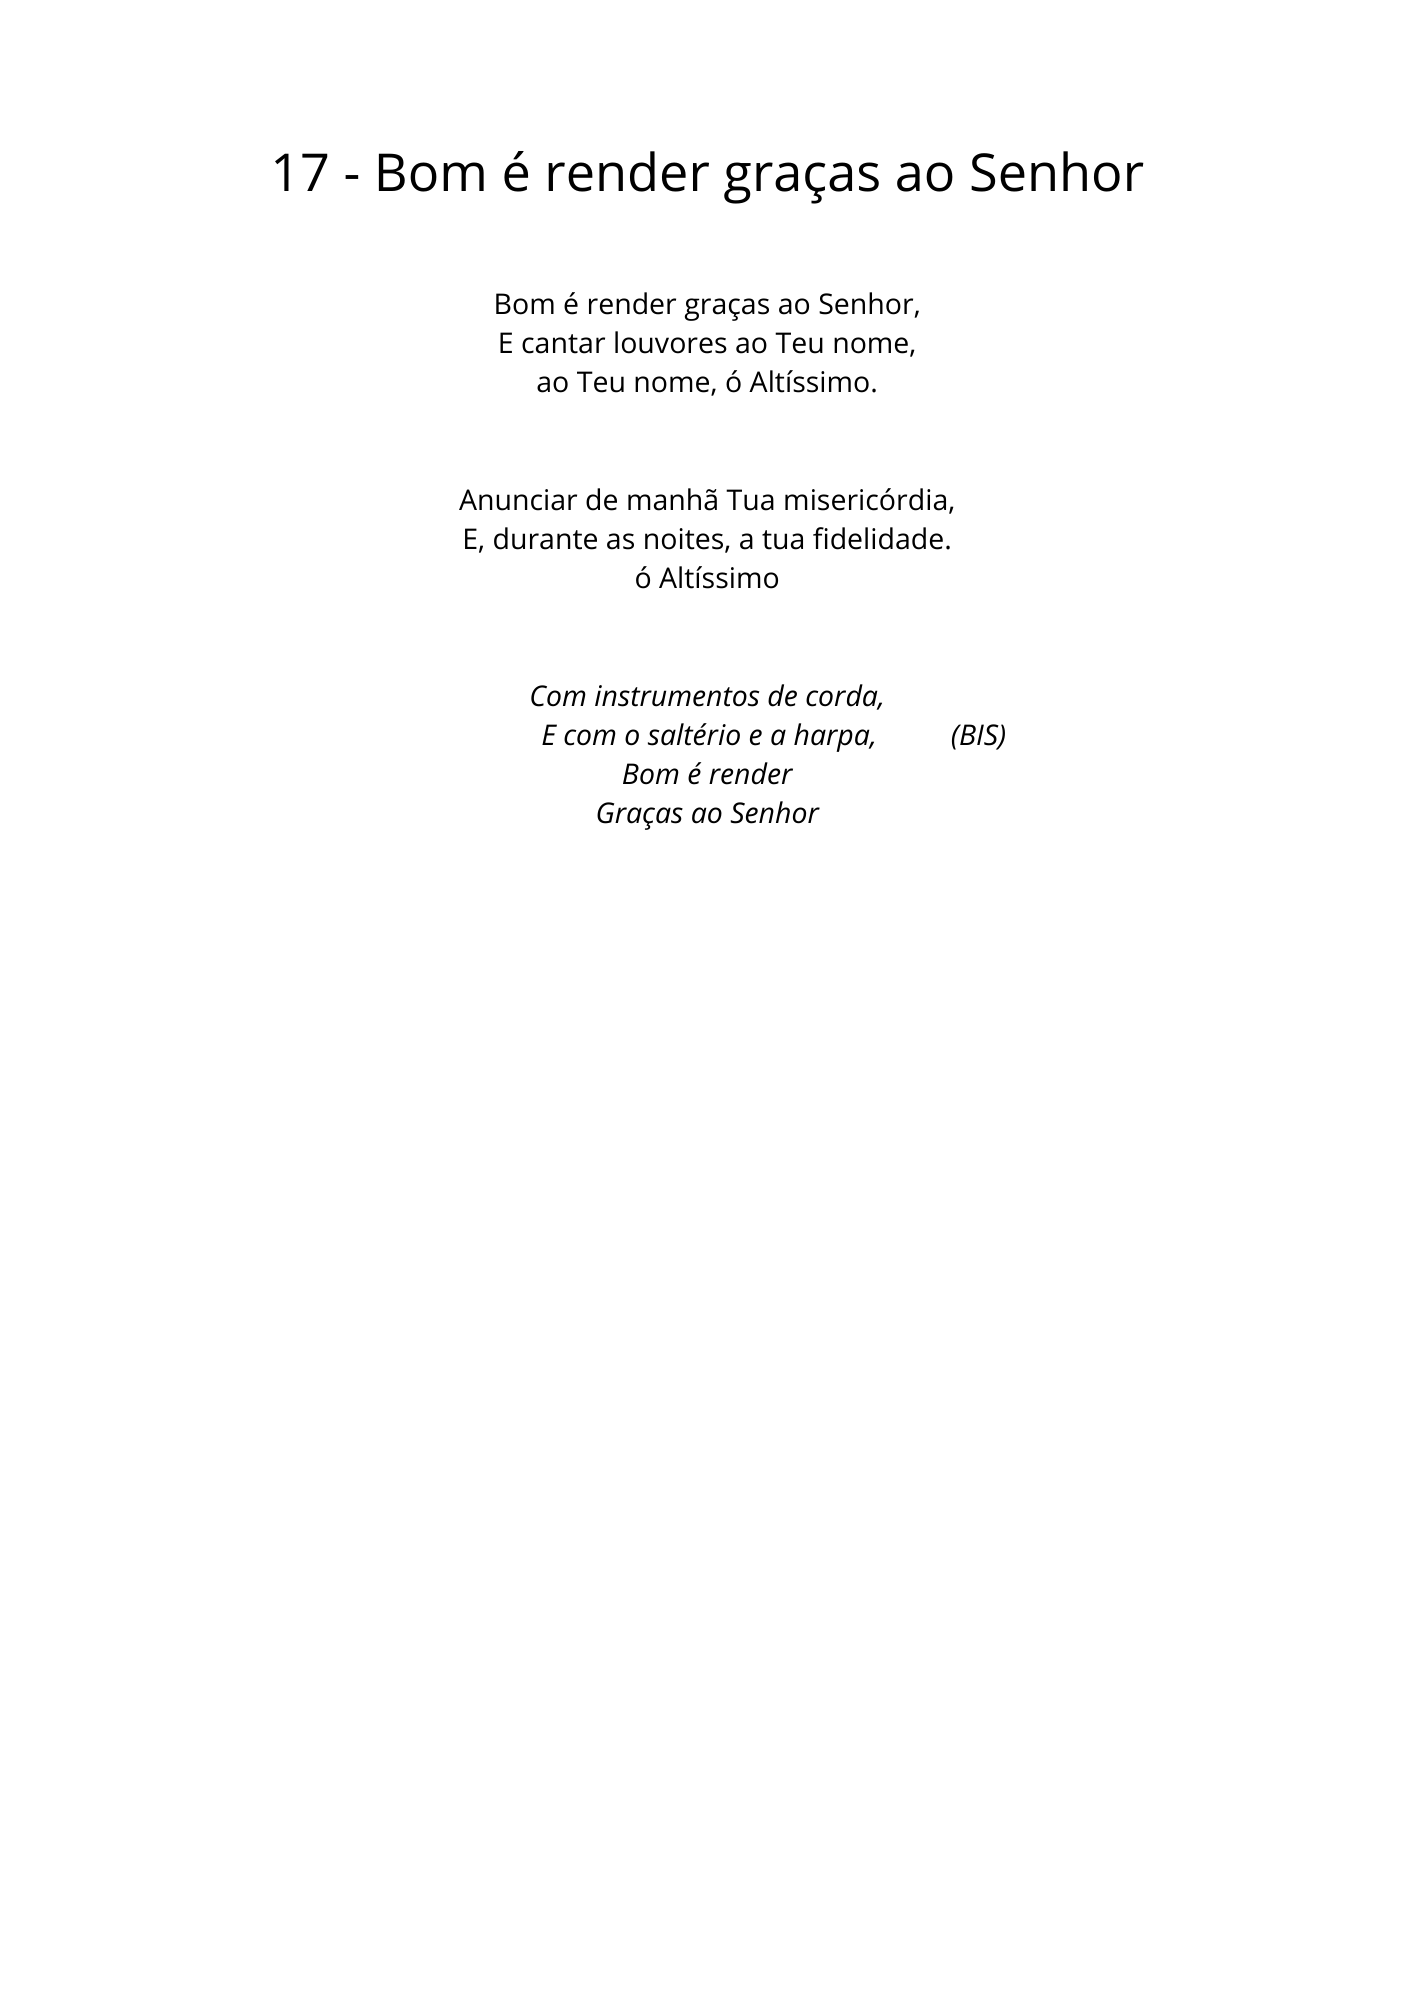 17 - Bom é render graças ao Senhor
Bom é render graças ao Senhor,
E cantar louvores ao Teu nome,
ao Teu nome, ó Altíssimo.
Anunciar de manhã Tua misericórdia,
E, durante as noites, a tua fidelidade.
ó Altíssimo
Com instrumentos de corda,
E com o saltério e a harpa, (BIS)
Bom é render
Graças ao Senhor